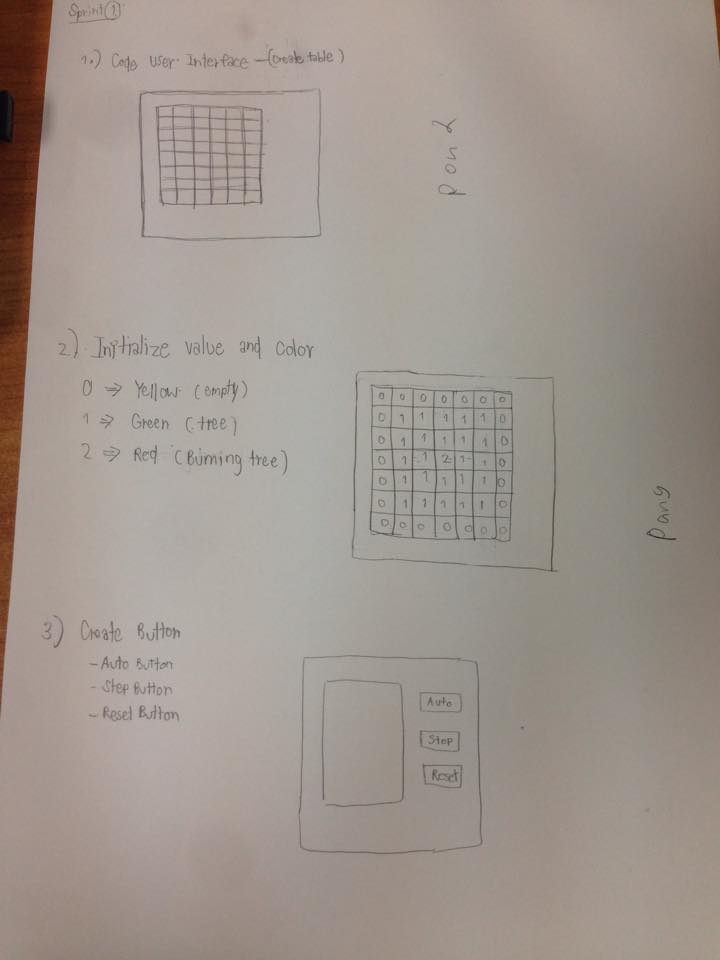 Sprint 1
1.) Code User Interface - (create table)
pon d
2.) Initialize value and color
0 ⇒ Yellow (empty)
1 ⇒ Green (tree)
2 ⇒ Red (Burning tree)
0 0 0 0 0 0 0
0 1 1 1 1 1 0
0 1 1 1 1 1 0
0 1 1 2 1 1 0
0 1 1 1 1 1 0
0 1 1 1 1 1 0
0 0 0 0 0 0 0
pang
3) Create Button
- Auto Button
- Step Button
- Reset Button
Auto
Step
Reset